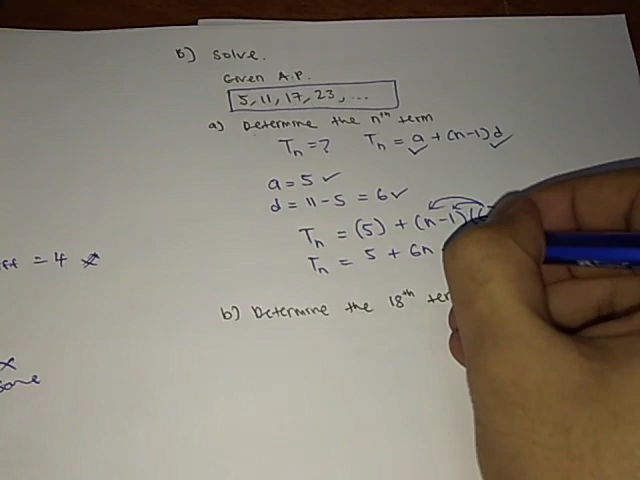 B) Solve.
Given A.P.
5, 11, 17, 23, ...
a) Determine the nth term
Tn = ? Tn = a + (n-1)d
a = 5 ✓
d = 11 - 5 = 6 ✓
Tn = (5) + (n-1)(
Tn = 5 + 6n
b) Determine the 18th
= 4